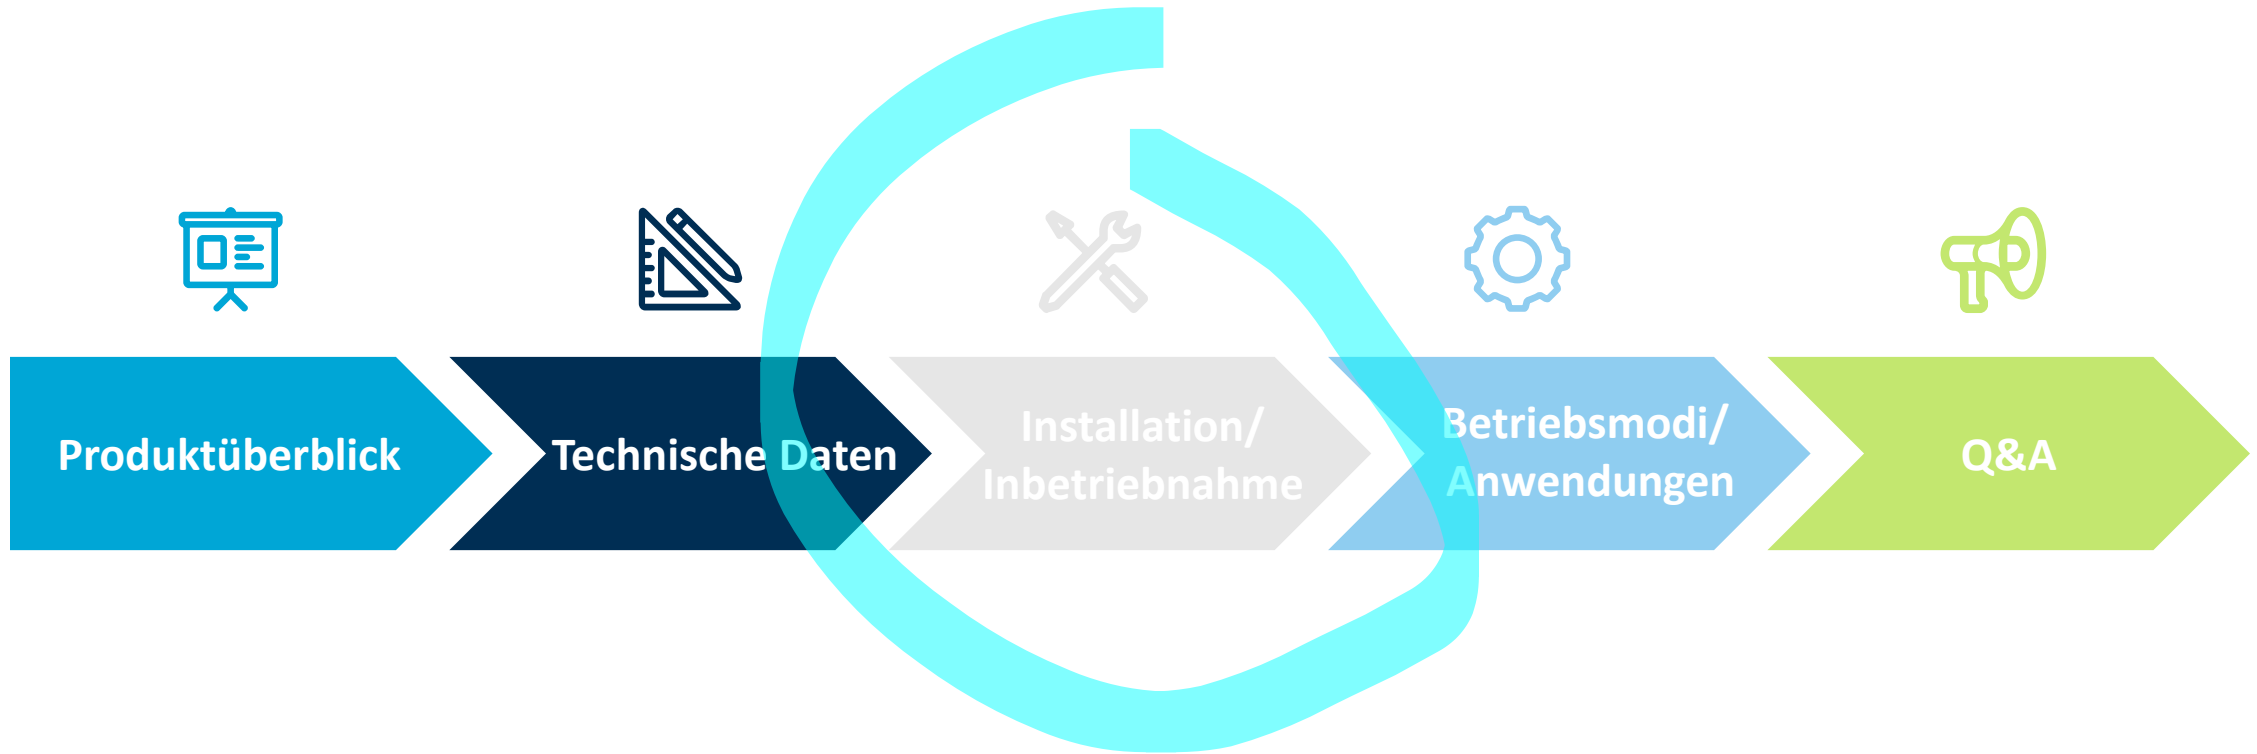 Produktüberblick
Technische Daten
Installation/
Inbetriebnahme
Betriebsmodi/
Anwendungen
Q&A